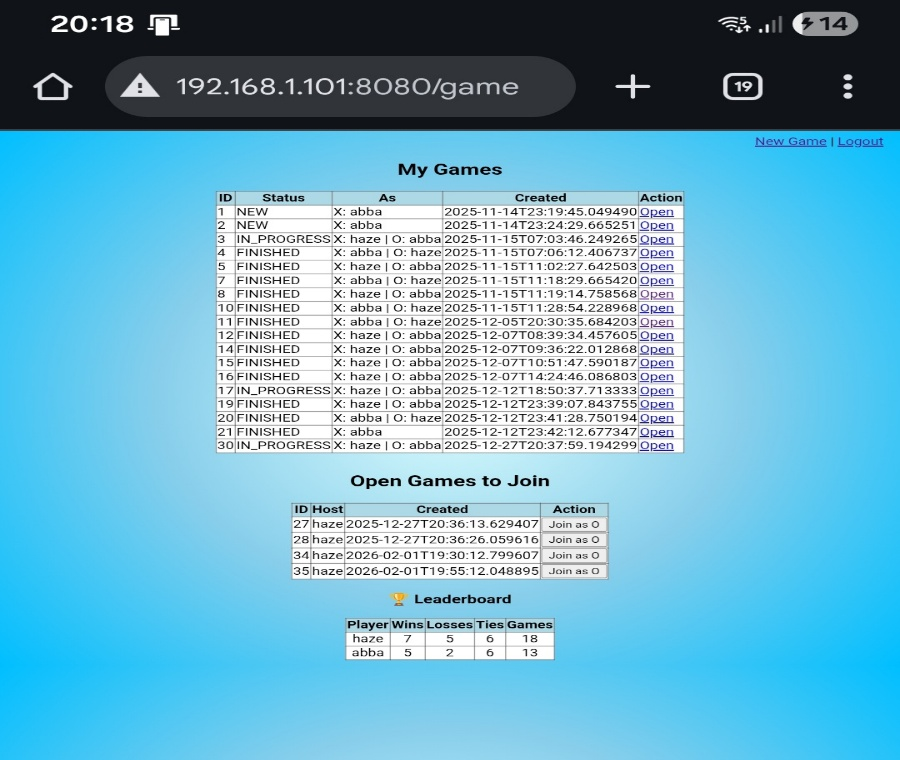 20:18
5
14
192.168.1.101:8080/game
19
New Game | Logout
My Games
ID Status As Created Action
1 NEW X: abba 2025-11-14T23:19:45.049490 Open
2 NEW X: abba 2025-11-14T23:24:29.665251 Open
3 IN_PROGRESS X: haze | O: abba 2025-11-15T07:03:46.249265 Open
4 FINISHED X: abba | O: haze 2025-11-15T07:06:12.406737 Open
5 FINISHED X: haze | O: abba 2025-11-15T11:02:27.642503 Open
7 FINISHED X: abba | O: haze 2025-11-15T11:18:29.665420 Open
8 FINISHED X: haze | O: abba 2025-11-15T11:19:14.758568 Open
10 FINISHED X: abba | O: haze 2025-11-15T11:28:54.228968 Open
11 FINISHED X: abba | O: haze 2025-12-05T20:30:35.684203 Open
12 FINISHED X: haze | O: abba 2025-12-07T08:39:34.457605 Open
14 FINISHED X: haze | O: abba 2025-12-07T09:36:22.012868 Open
15 FINISHED X: haze | O: abba 2025-12-07T10:51:47.590187 Open
16 FINISHED X: haze | O: abba 2025-12-07T14:24:46.086803 Open
17 IN_PROGRESS X: haze | O: abba 2025-12-12T18:50:37.713333 Open
19 FINISHED X: haze | O: abba 2025-12-12T23:39:07.843755 Open
20 FINISHED X: abba | O: haze 2025-12-12T23:41:28.750194 Open
21 FINISHED X: abba 2025-12-12T23:42:12.677347 Open
30 IN_PROGRESS X: haze | O: abba 2025-12-27T20:37:59.194299 Open
Open Games to Join
ID Host Created Action
27 haze 2025-12-27T20:36:13.629407 Join as O
28 haze 2025-12-27T20:36:26.059616 Join as O
34 haze 2026-02-01T19:30:12.799607 Join as O
35 haze 2026-02-01T19:55:12.048895 Join as O
🏆 Leaderboard
Player Wins Losses Ties Games
haze 7 5 6 18
abba 5 2 6 13